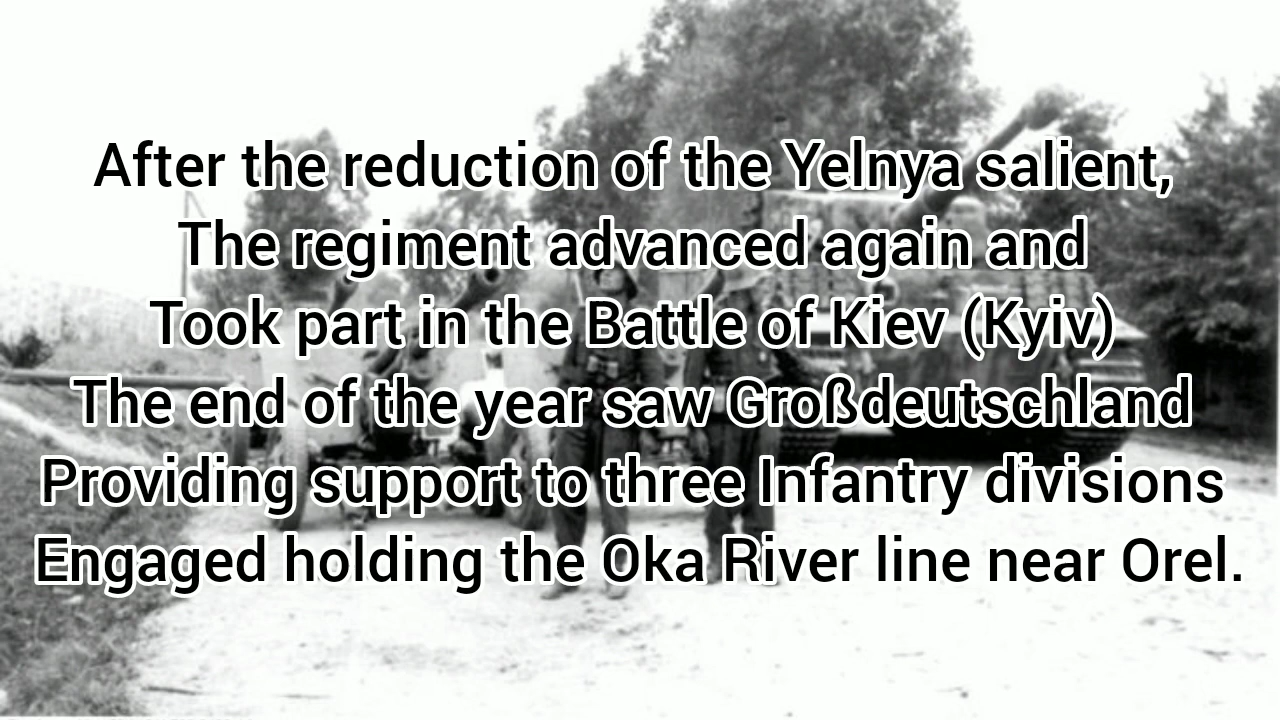 After the reduction of the Yelnya salient,
The regiment advanced again and
Took part in the Battle of Kiev (Kyiv)
The end of the year saw Großdeutschland
Providing support to three Infantry divisions
Engaged holding the Oka River line near Orel.